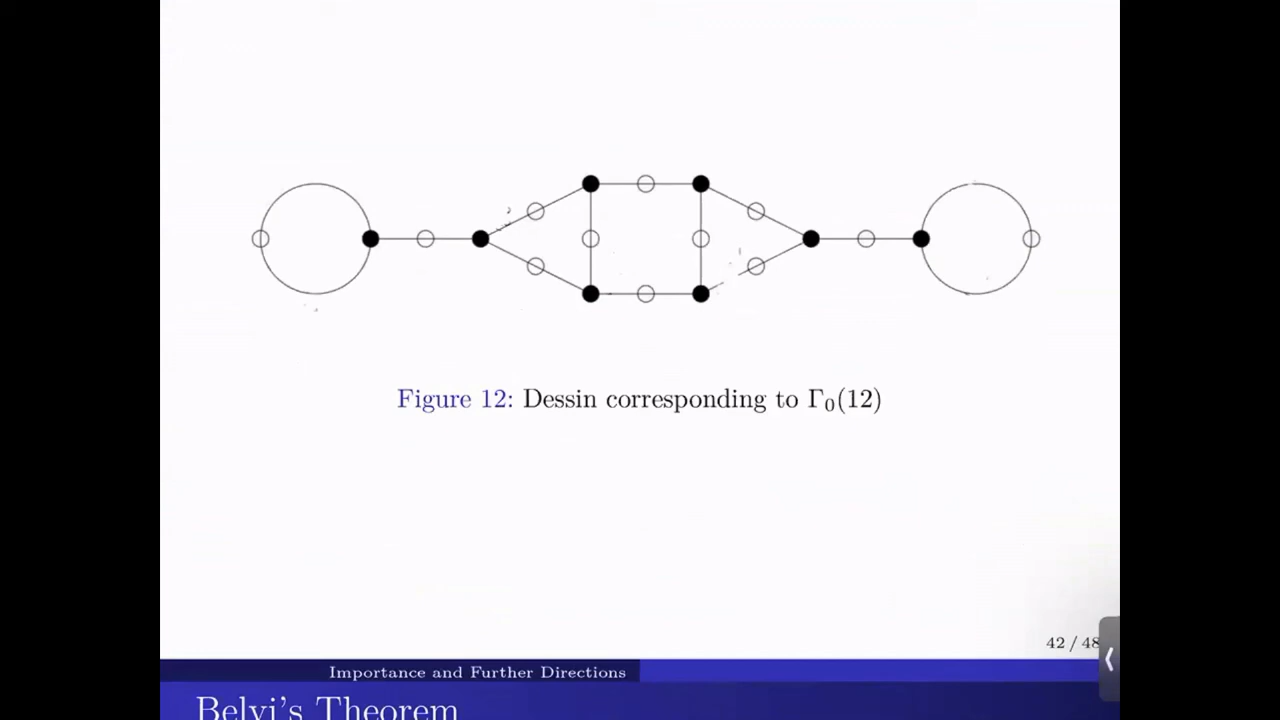 Figure 12: Dessin corresponding to Γ₀(12)
42 / 48
Importance and Further Directions
Belyi's Theorem